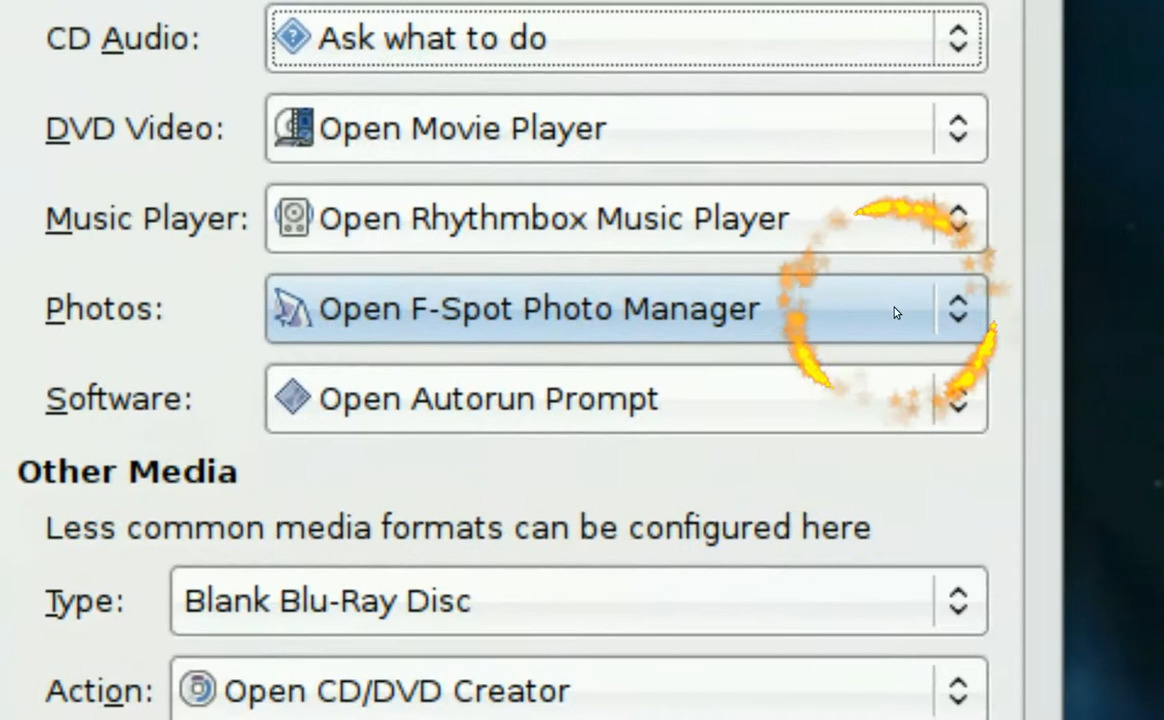 CD Audio: Ask what to do
DVD Video: Open Movie Player
Music Player: Open Rhythmbox Music Player
Photos: Open F-Spot Photo Manager
Software: Open Autorun Prompt
Other Media
Less common media formats can be configured here
Type: Blank Blu-Ray Disc
Action: Open CD/DVD Creator